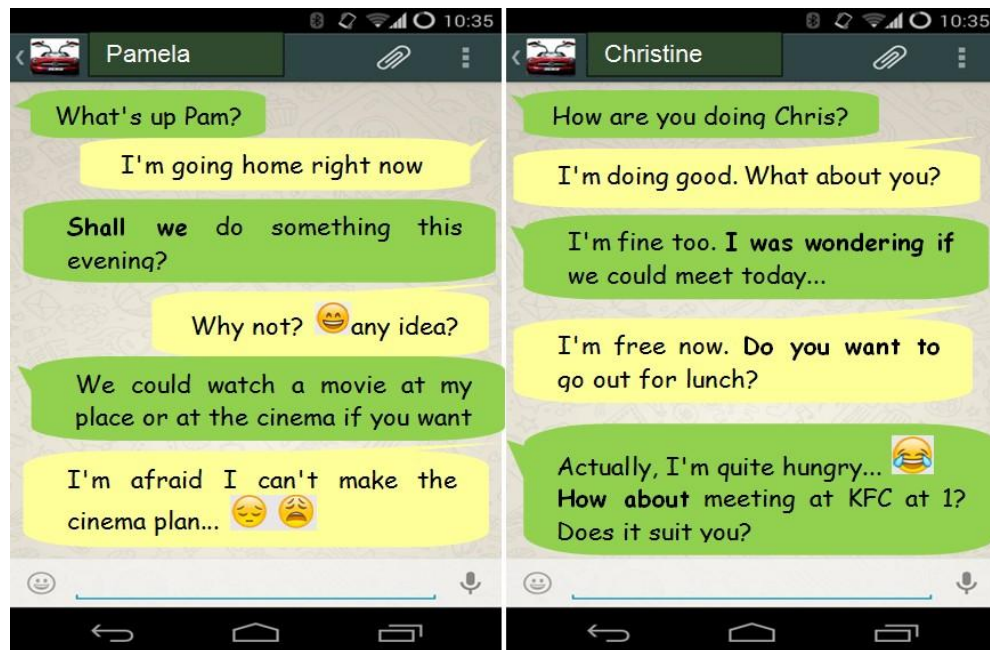 10:35
Pamela
What's up Pam?
I'm going home right now
Shall we do something this
evening?
Why not? 😄any idea?
We could watch a movie at my
place or at the cinema if you want
I'm afraid I can't make the
cinema plan... 😔 😩
10:35
Christine
How are you doing Chris?
I'm doing good. What about you?
I'm fine too. I was wondering if
we could meet today...
I'm free now. Do you want to
go out for lunch?
Actually, I'm quite hungry... 😂
How about meeting at KFC at 1?
Does it suit you?